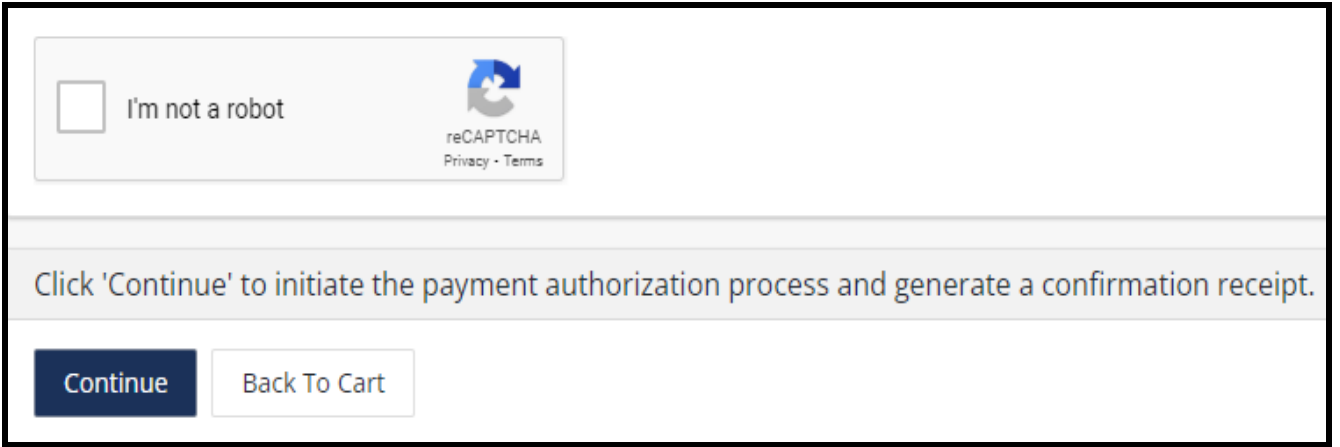 I'm not a robot
reCAPTCHA
Privacy - Terms
Click 'Continue' to initiate the payment authorization process and generate a confirmation receipt.
Continue
Back To Cart